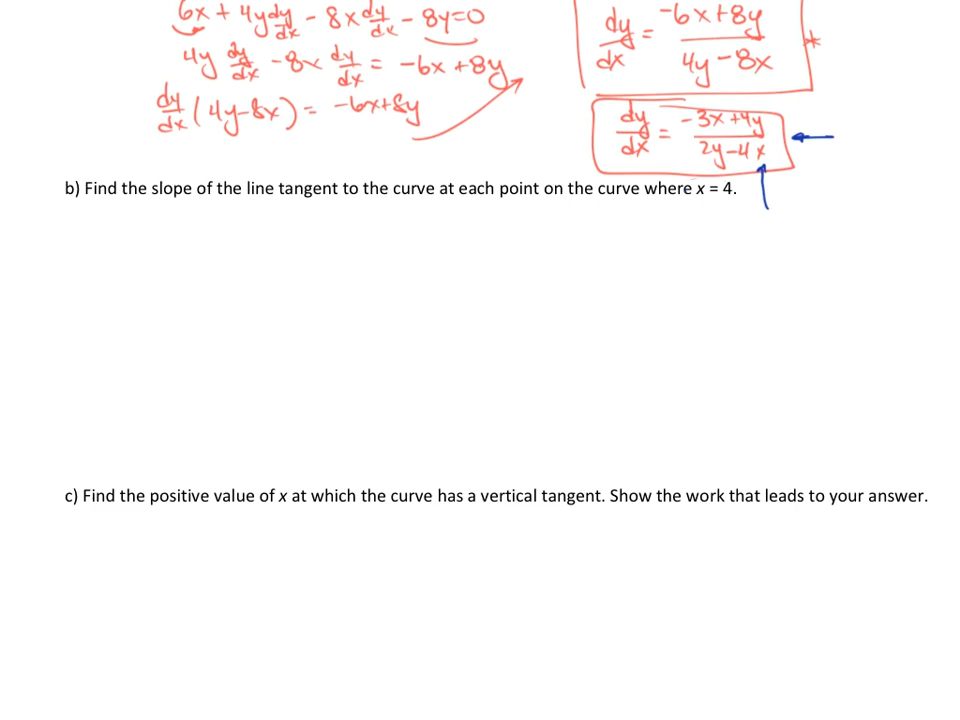 6x + 4y dy/dx - 8x dy/dx - 8y = 0
4y dy/dx - 8x dy/dx = -6x + 8y
dy/dx (4y-8x) = -6x+8y
dy/dx = (-6x+8y)/(4y-8x) *
dy/dx = (-3x+4y)/(2y-4x)
b) Find the slope of the line tangent to the curve at each point on the curve where x = 4.
c) Find the positive value of x at which the curve has a vertical tangent. Show the work that leads to your answer.